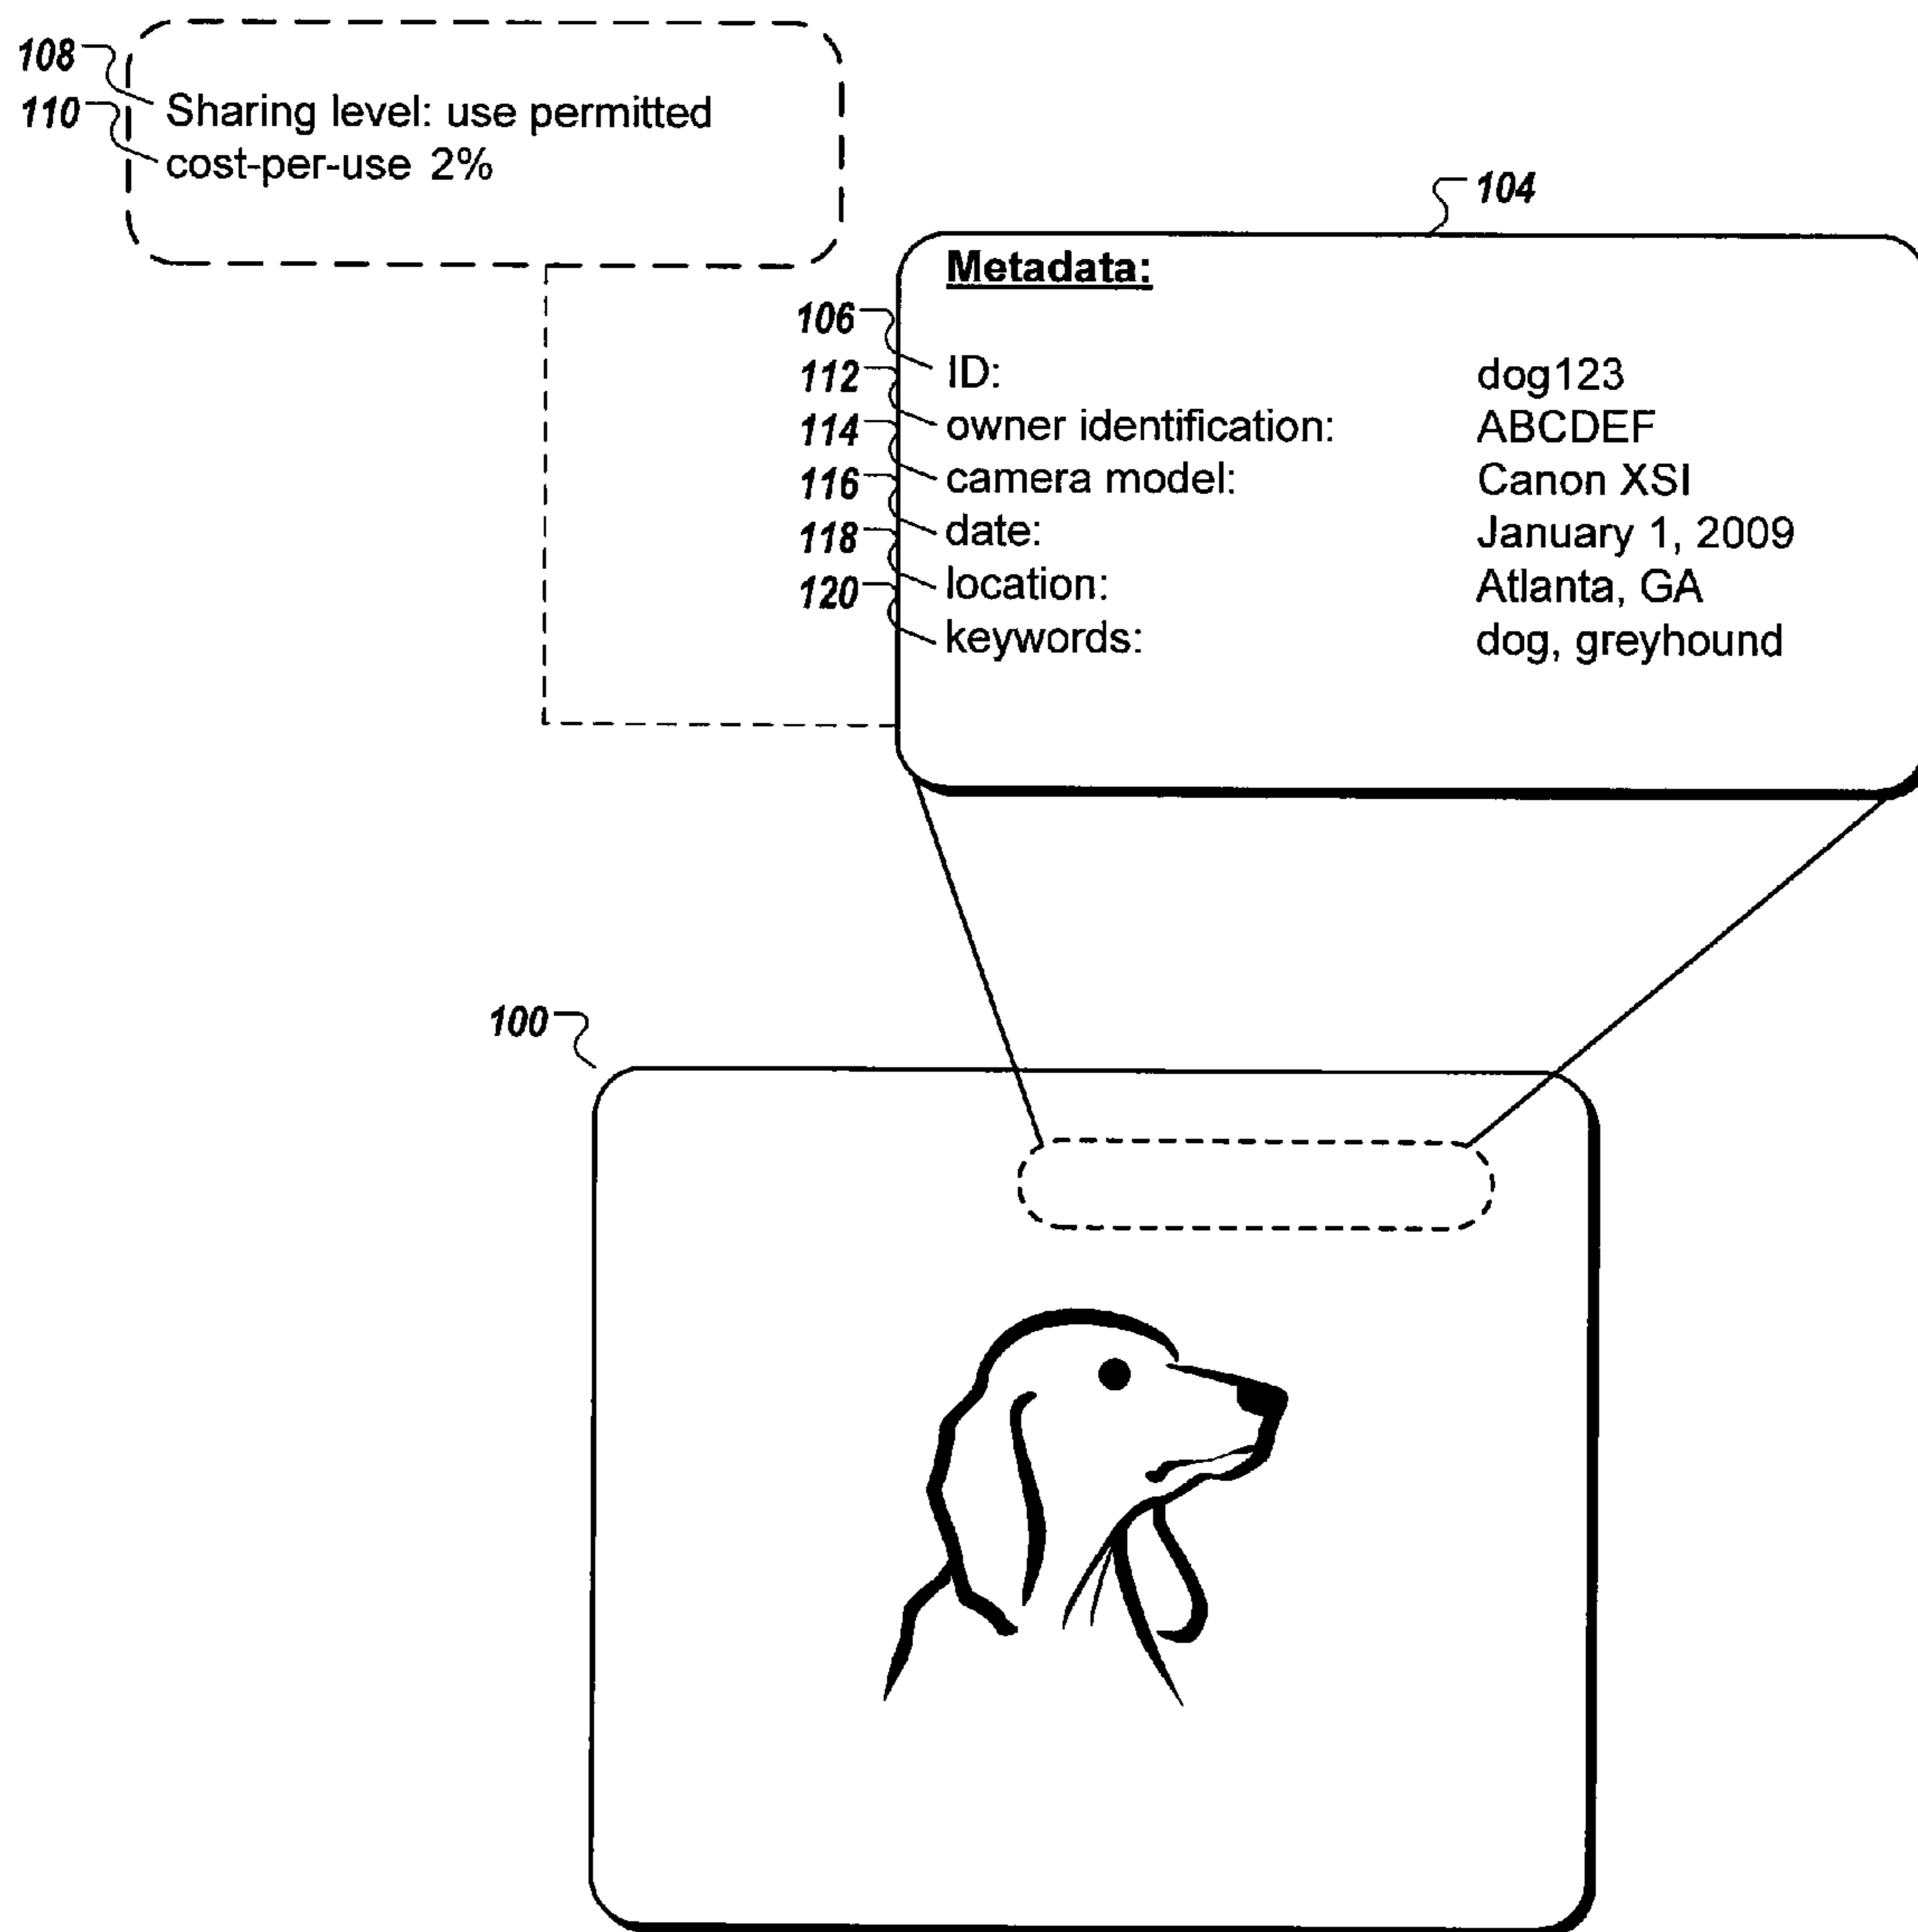 108
Sharing level: use permitted
110
cost-per-use 2%
104
Metadata:
106
ID: dog123
112
owner identification: ABCDEF
114
camera model: Canon XSI
116
date: January 1, 2009
118
location: Atlanta, GA
120
keywords: dog, greyhound
100